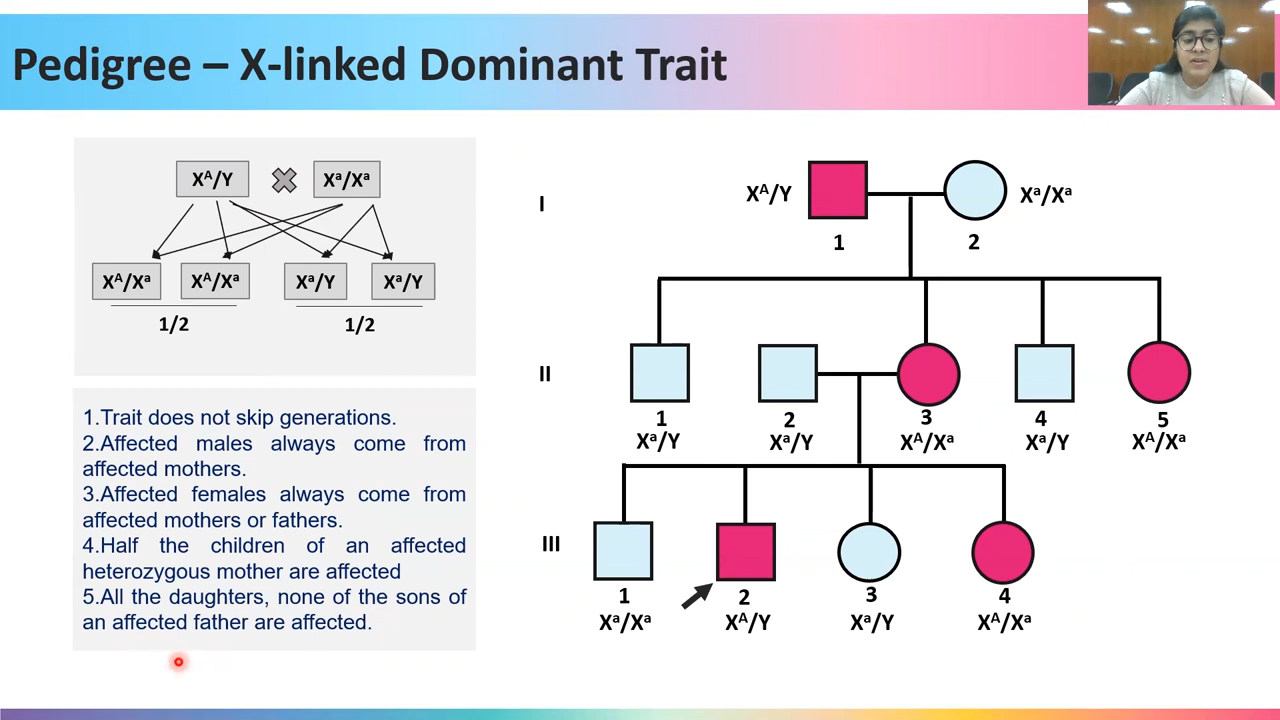 Pedigree – X-linked Dominant Trait
Xᴬ/Y
Xᵃ/Xᵃ
Xᴬ/Xᵃ
Xᴬ/Xᵃ
Xᵃ/Y
Xᵃ/Y
1/2
1/2
1.Trait does not skip generations.
2.Affected males always come from
affected mothers.
3.Affected females always come from
affected mothers or fathers.
4.Half the children of an affected
heterozygous mother are affected
5.All the daughters, none of the sons of
an affected father are affected.
I
Xᴬ/Y
Xᵃ/Xᵃ
1
2
II
1
2
3
4
5
Xᵃ/Y
Xᵃ/Y
Xᴬ/Xᵃ
Xᵃ/Y
Xᴬ/Xᵃ
III
1
2
3
4
Xᵃ/Xᵃ
Xᴬ/Y
Xᵃ/Y
Xᴬ/Xᵃ